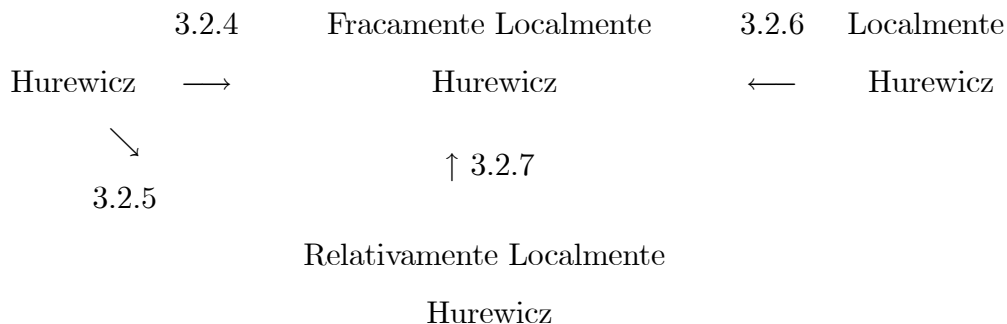 3.2.4 Fracamente Localmente 3.2.6 Localmente
Hurewicz ⟶ Hurewicz ⟵ Hurewicz
↘
↑ 3.2.7
3.2.5
Relativamente Localmente
Hurewicz